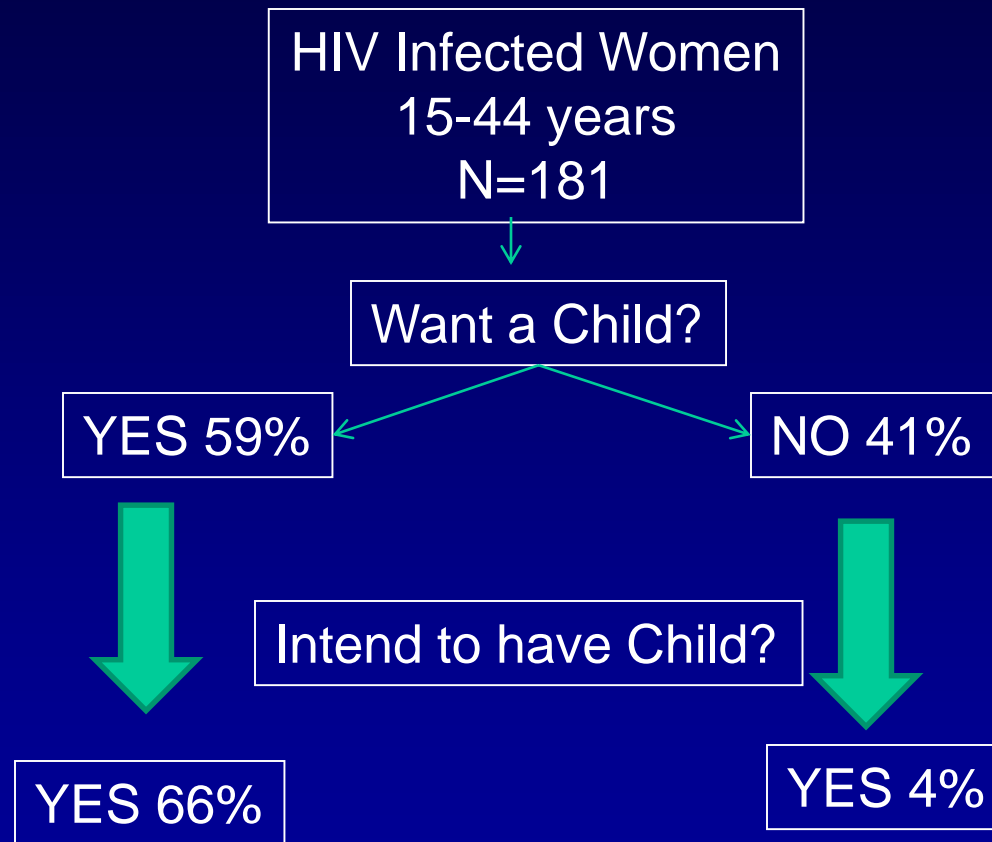 HIV Infected Women
15-44 years
N=181
Want a Child?
YES 59%
NO 41%
Intend to have Child?
YES 66%
YES 4%